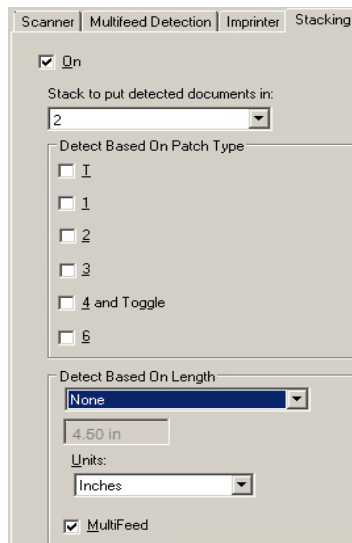 Scanner Multifeed Detection Imprinter Stacking
On
Stack to put detected documents in:
2
Detect Based On Patch Type
T
1
2
3
4 and Toggle
6
Detect Based On Length
None
4.50 in
Units:
Inches
MultiFeed